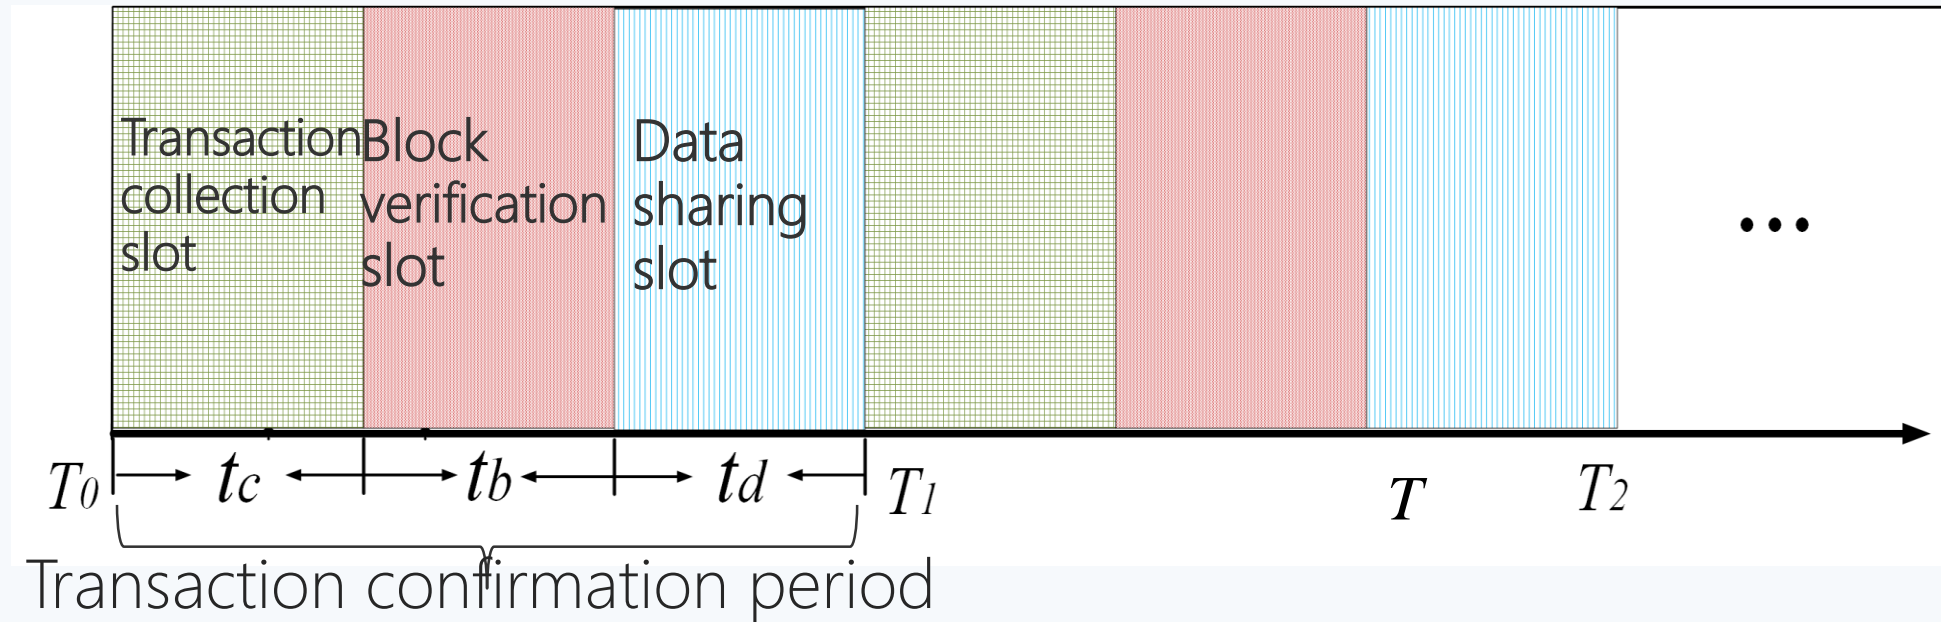 Transaction
collection
slot
Block
verification
slot
Data
sharing
slot
...
T0 tc tb td T1 T T2
Transaction confirmation period